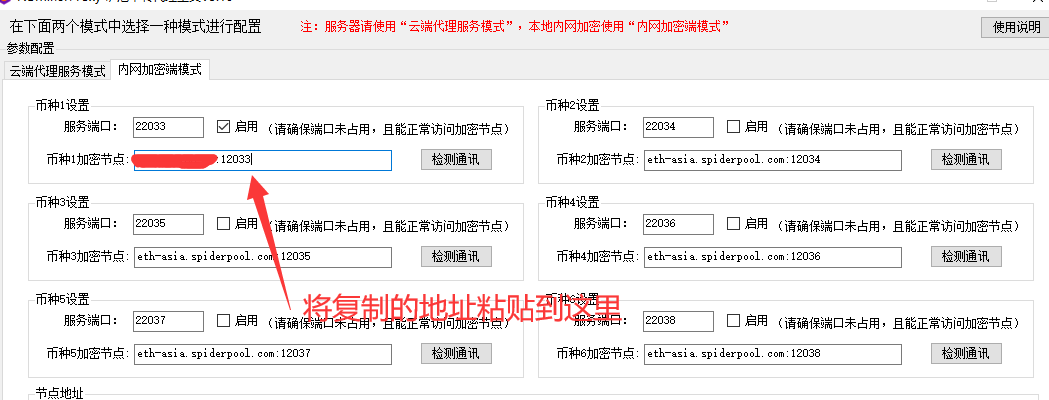 在下面两个模式中选择一种模式进行配置
注：服务器请使用“云端代理服务模式”，本地内网加密使用“内网加密端模式”
使用说明
参数配置
云端代理服务模式
内网加密端模式
币种1设置
服务端口： 22033 启用 （请确保端口未占用，且能正常访问加密节点）
币种1加密节点: :12033 检测通讯
币种2设置
服务端口： 22034 启用 （请确保端口未占用，且能正常访问加密节点）
币种2加密节点: eth-asia.spiderpool.com:12034 检测通讯
币种3设置
服务端口： 22035 启用 （请确保端口未占用，且能正常访问加密节点）
币种3加密节点: eth-asia.spiderpool.com:12035 检测通讯
币种4设置
服务端口： 22036 启用 （请确保端口未占用，且能正常访问加密节点）
币种4加密节点: eth-asia.spiderpool.com:12036 检测通讯
将复制的地址粘贴到这里
币种5设置
服务端口： 22037 启用 （请确保端口未占用，且能正常访问加密节点）
币种5加密节点: eth-asia.spiderpool.com:12037 检测通讯
币种6设置
服务端口： 22038 启用 （请确保端口未占用，且能正常访问加密节点）
币种6加密节点: eth-asia.spiderpool.com:12038 检测通讯
节点地址